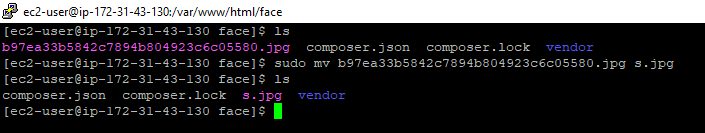 ec2-user@ip-172-31-43-130:/var/www/html/face
[ec2-user@ip-172-31-43-130 face]$ ls
b97ea33b5842c7894b804923c6c05580.jpg  composer.json  composer.lock  vendor
[ec2-user@ip-172-31-43-130 face]$ sudo mv b97ea33b5842c7894b804923c6c05580.jpg s.jpg
[ec2-user@ip-172-31-43-130 face]$ ls
composer.json  composer.lock  s.jpg  vendor
[ec2-user@ip-172-31-43-130 face]$